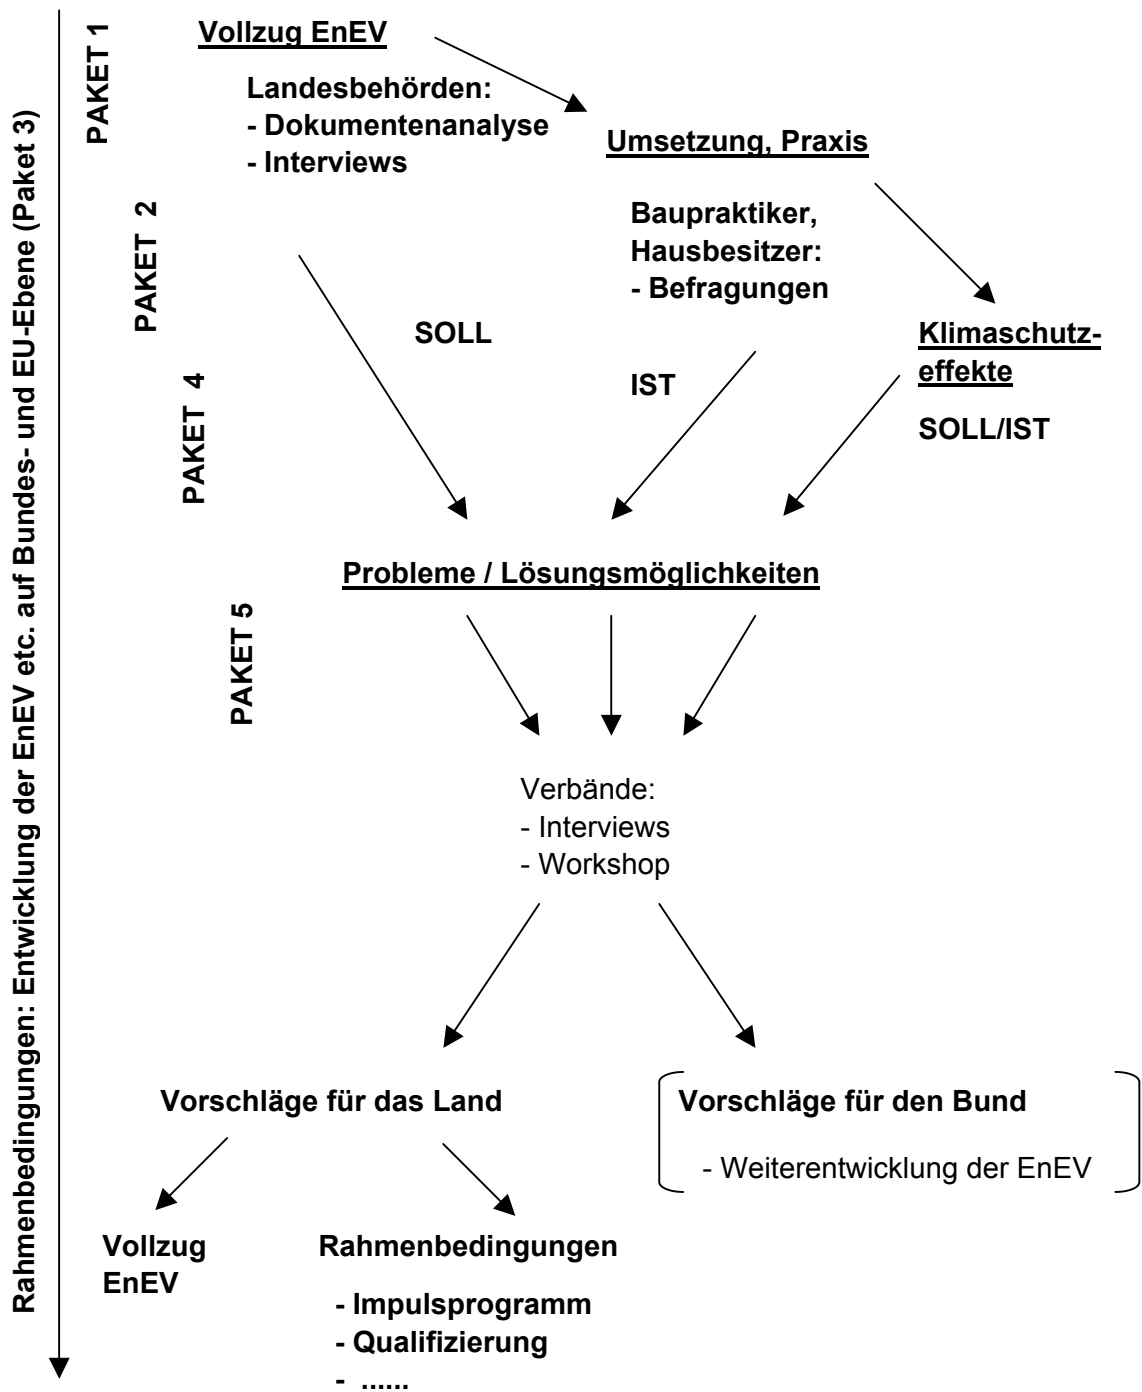 Rahmenbedingungen: Entwicklung der EnEV etc. auf Bundes- und EU-Ebene (Paket 3)
PAKET 1
Vollzug EnEV
Landesbehörden:
- Dokumentenanalyse
- Interviews
Umsetzung, Praxis
PAKET 2
Baupraktiker,
Hausbesitzer:
- Befragungen
SOLL
IST
Klimaschutz-
effekte
SOLL/IST
PAKET 4
Probleme / Lösungsmöglichkeiten
PAKET 5
Verbände:
- Interviews
- Workshop
Vorschläge für das Land
Vorschläge für den Bund
- Weiterentwicklung der EnEV
Vollzug
EnEV
Rahmenbedingungen
- Impulsprogramm
- Qualifizierung
- ......